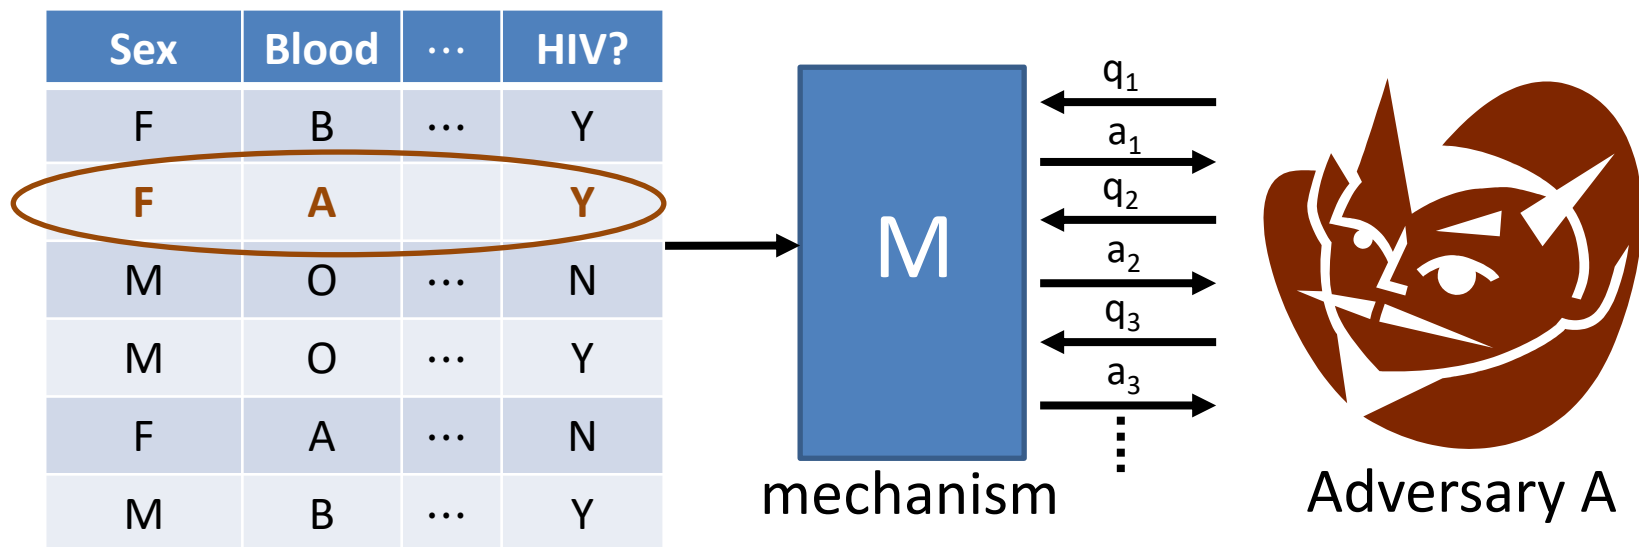 Sex Blood ⋯ HIV?
F B ⋯ Y
F A Y
M O ⋯ N
M O ⋯ Y
F A ⋯ N
M B ⋯ Y
M
mechanism
q₁
a₁
q₂
a₂
q₃
a₃
Adversary A